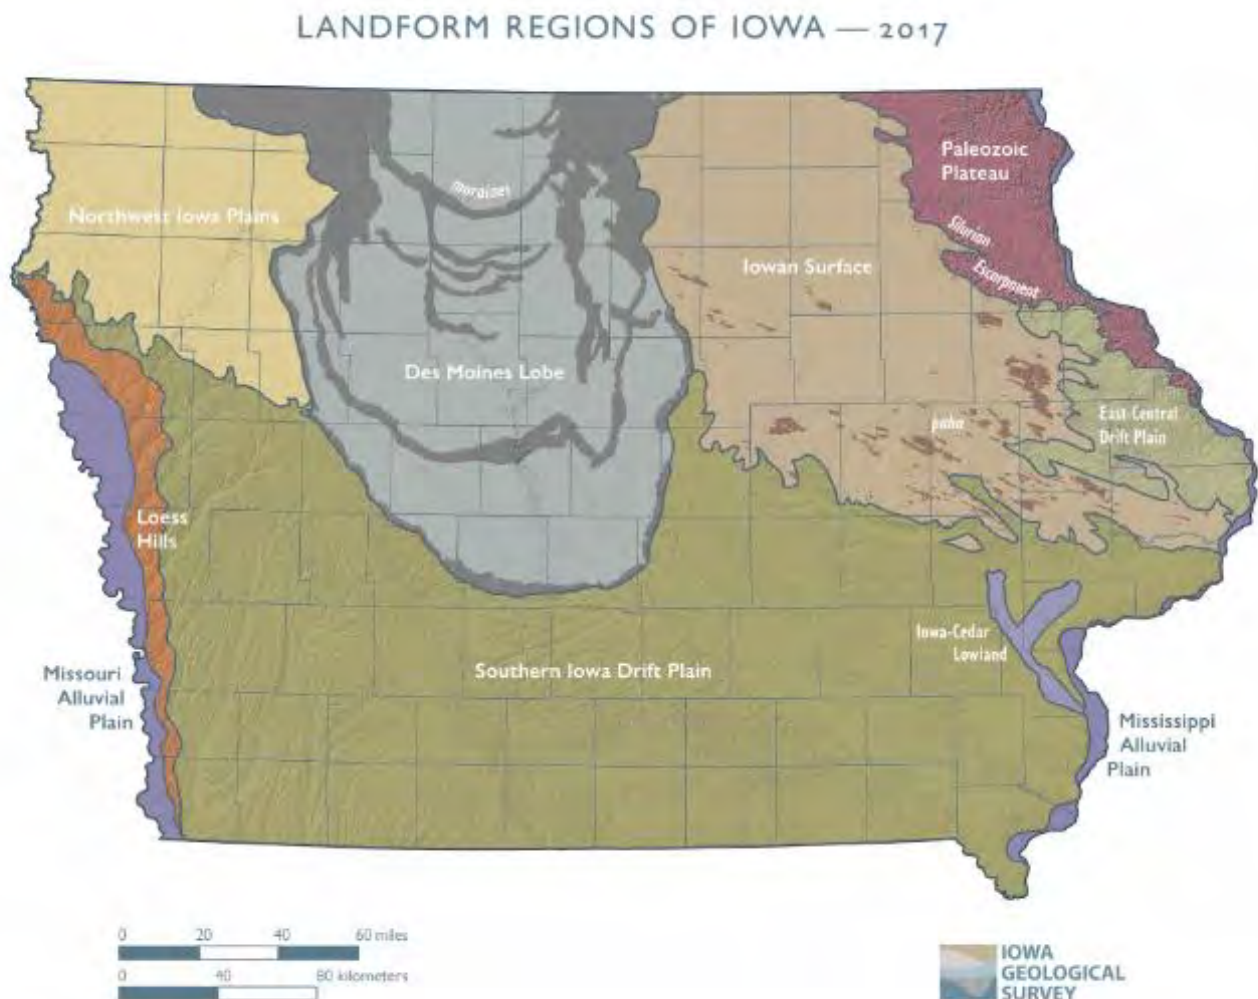 LANDFORM REGIONS OF IOWA — 2017
Paleozoic
Plateau
moraines
Northwest Iowa Plains
Silurian
Escarpment
Iowan Surface
Des Moines Lobe
East-Central
Drift Plain
paha
Loess
Hills
Iowa-Cedar
Lowland
Southern Iowa Drift Plain
Missouri
Alluvial
Plain
Mississippi
Alluvial
Plain
0 20 40 60 miles
0 40 80 kilometers
IOWA
GEOLOGICAL
SURVEY